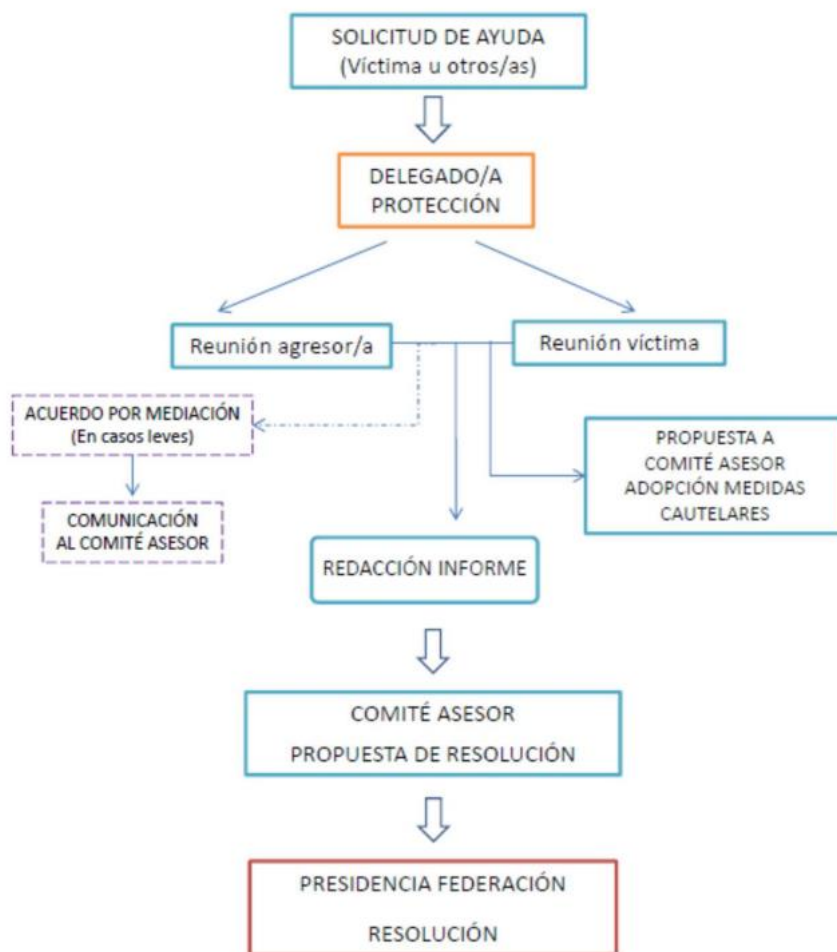 SOLICITUD DE AYUDA
(Víctima u otros/as)
DELEGADO/A
PROTECCIÓN
Reunión agresor/a
Reunión víctima
ACUERDO POR MEDIACIÓN
(En casos leves)
PROPUESTA A
COMITÉ ASESOR
ADOPCIÓN MEDIDAS
CAUTELARES
COMUNICACIÓN
AL COMITÉ ASESOR
REDACCIÓN INFORME
COMITÉ ASESOR
PROPUESTA DE RESOLUCIÓN
PRESIDENCIA FEDERACIÓN
RESOLUCIÓN